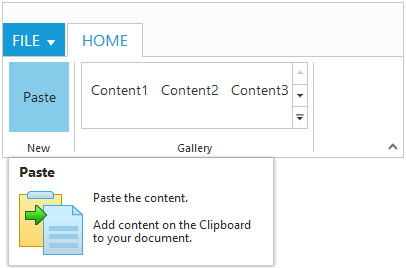 FILE HOME
Paste
Content1 Content2 Content3
New Gallery
Paste
Paste the content.
Add content on the Clipboard
to your document.